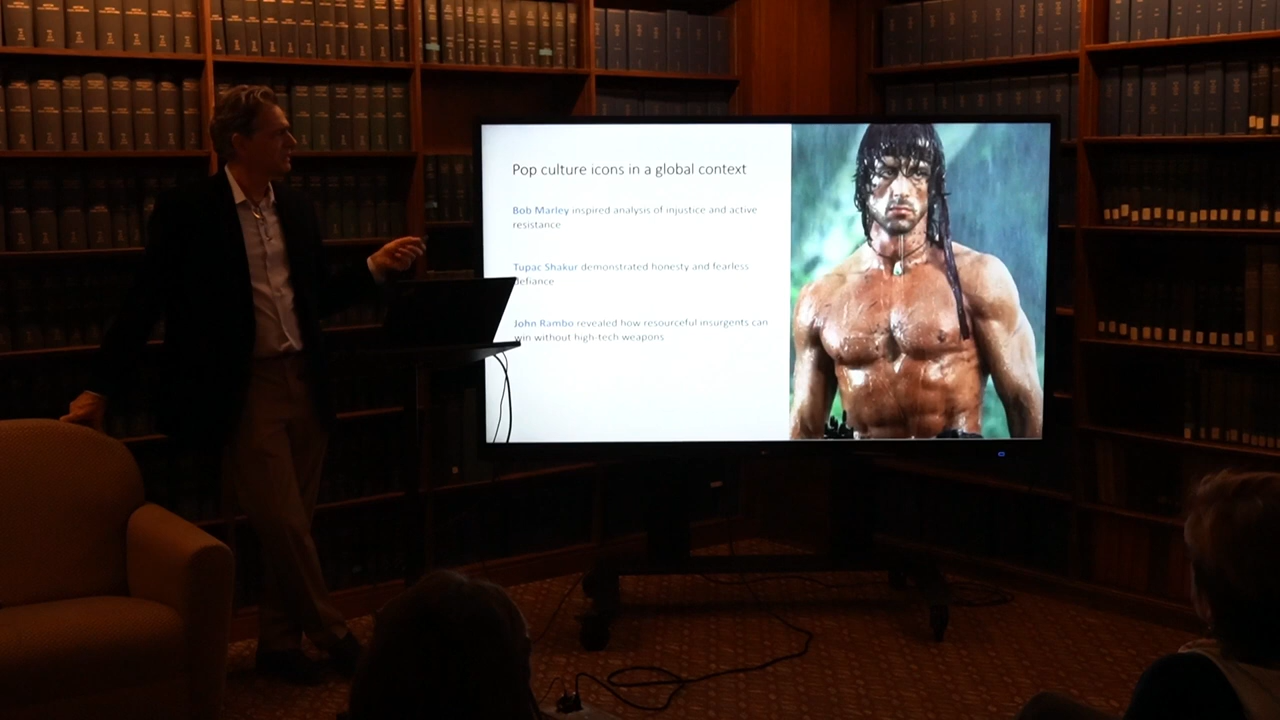 Pop culture icons in a global context
Bob Marley inspired analysis of injustice and active
resistance
Tupac Shakur demonstrated honesty and fearless
defiance
John Rambo revealed how resourceful insurgents can
win without high-tech weapons